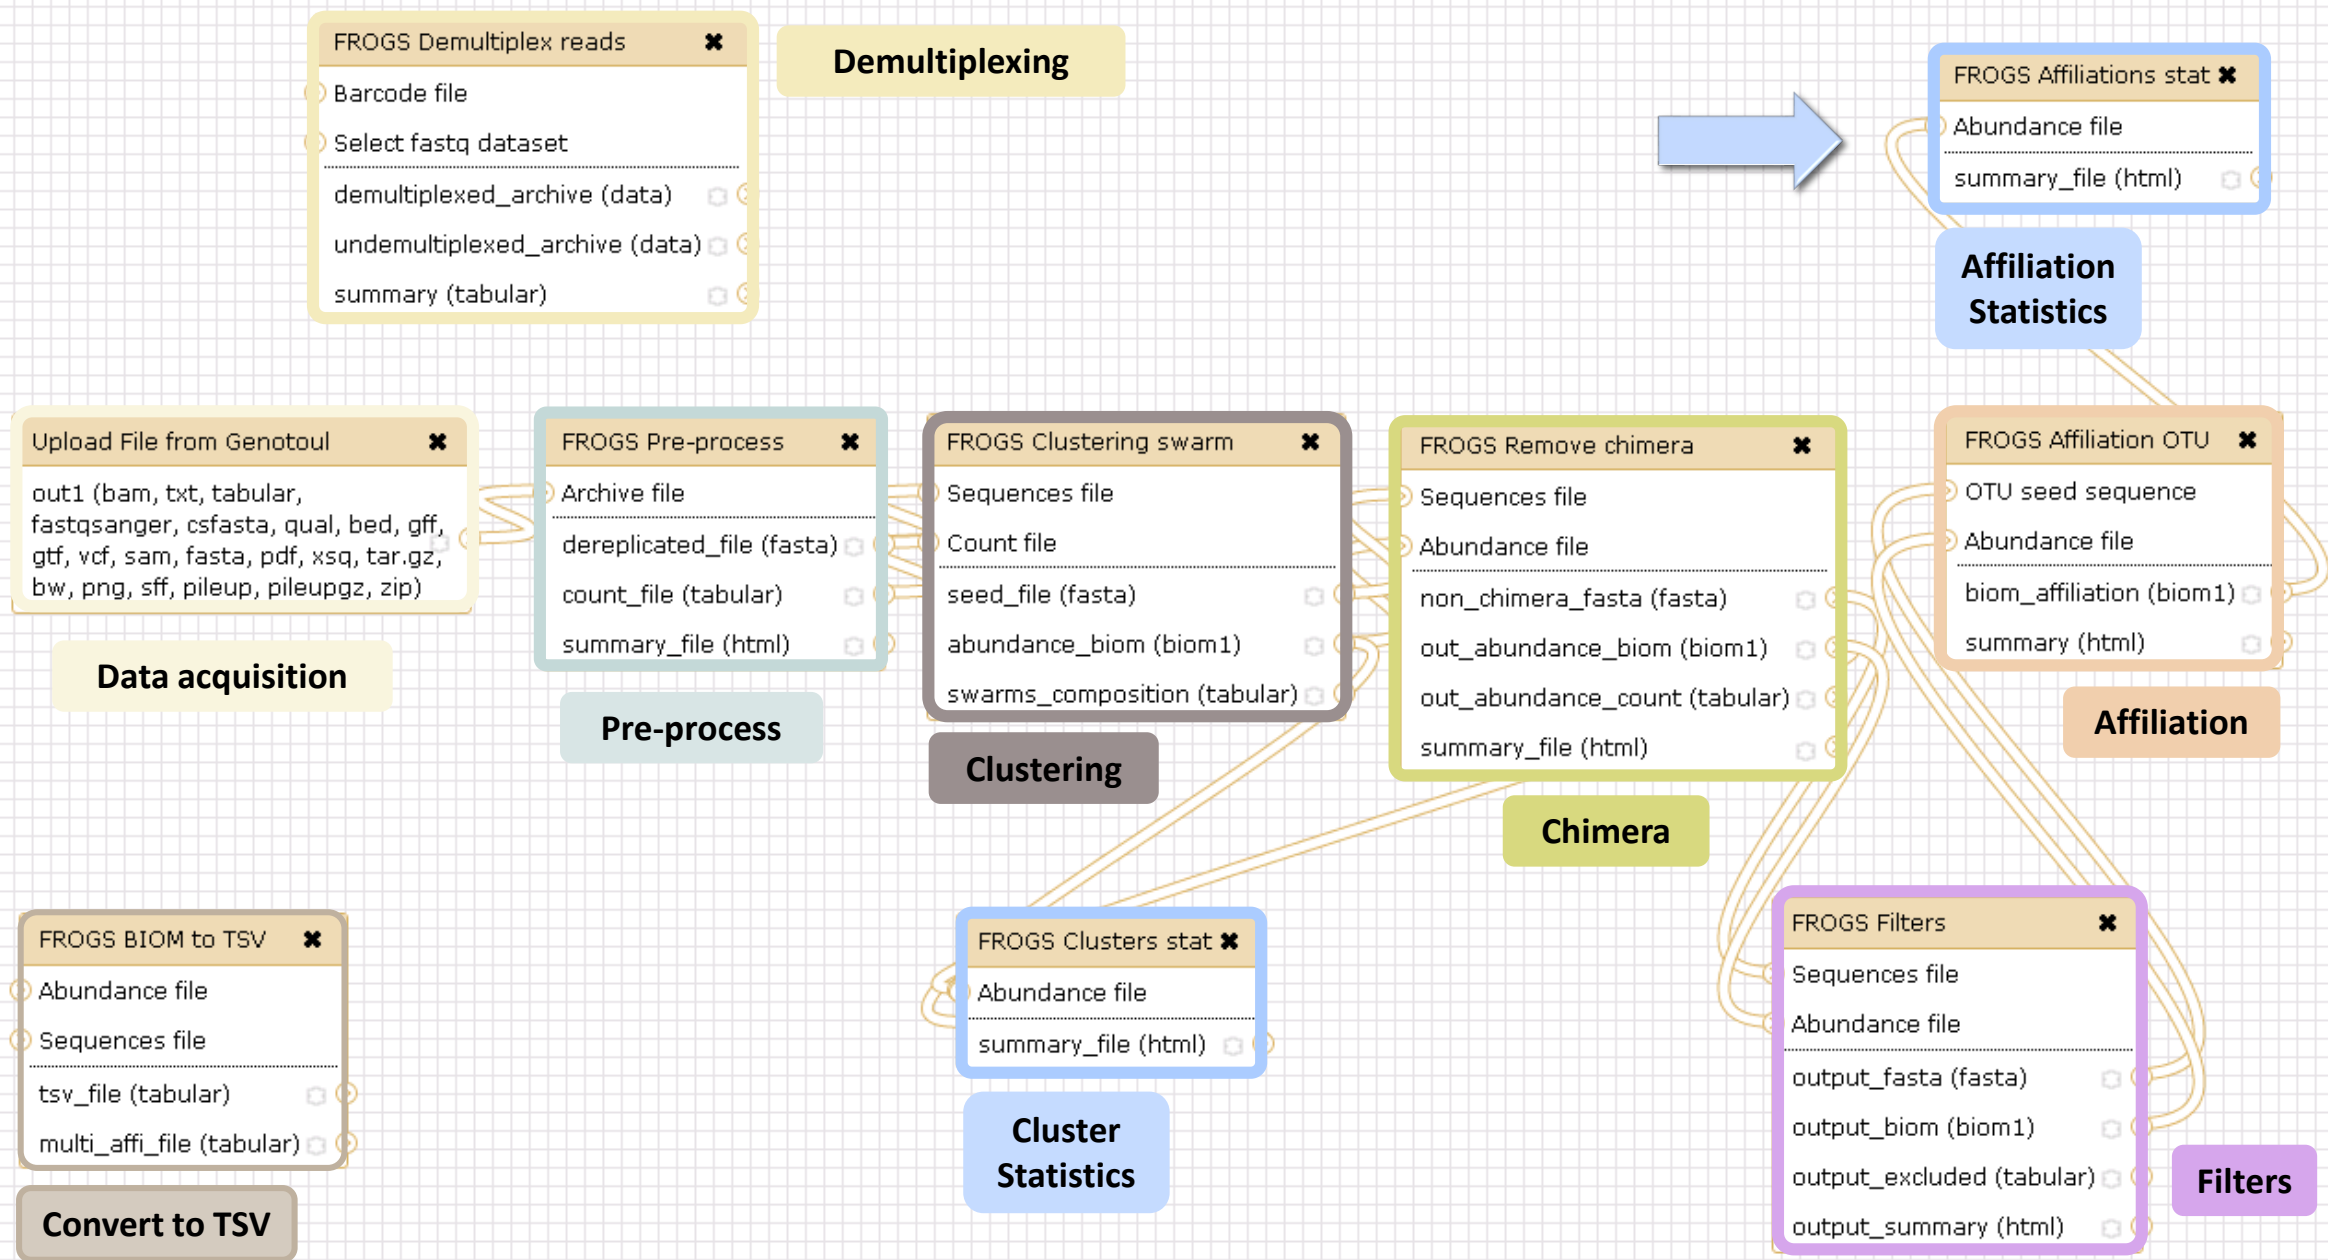 FROGS Demultiplex reads
Barcode file
Select fastq dataset
demultiplexed_archive (data)
undemultiplexed_archive (data)
summary (tabular)
Demultiplexing
FROGS Affiliations stat
Abundance file
summary_file (html)
Affiliation
Statistics
Upload File from Genotoul
out1 (bam, txt, tabular,
fastqsanger, csfasta, qual, bed, gff,
gtf, vcf, sam, fasta, pdf, xsq, tar.gz,
bw, png, sff, pileup, pileupgz, zip)
Data acquisition
FROGS Pre-process
Archive file
dereplicated_file (fasta)
count_file (tabular)
summary_file (html)
Pre-process
FROGS Clustering swarm
Sequences file
Count file
seed_file (fasta)
abundance_biom (biom1)
swarms_composition (tabular)
Clustering
FROGS Remove chimera
Sequences file
Abundance file
non_chimera_fasta (fasta)
out_abundance_biom (biom1)
out_abundance_count (tabular)
summary_file (html)
Chimera
FROGS Affiliation OTU
OTU seed sequence
Abundance file
biom_affiliation (biom1)
summary (html)
Affiliation
FROGS BIOM to TSV
Abundance file
Sequences file
tsv_file (tabular)
multi_affi_file (tabular)
Convert to TSV
FROGS Clusters stat
Abundance file
summary_file (html)
Cluster
Statistics
FROGS Filters
Sequences file
Abundance file
output_fasta (fasta)
output_biom (biom1)
output_excluded (tabular)
output_summary (html)
Filters